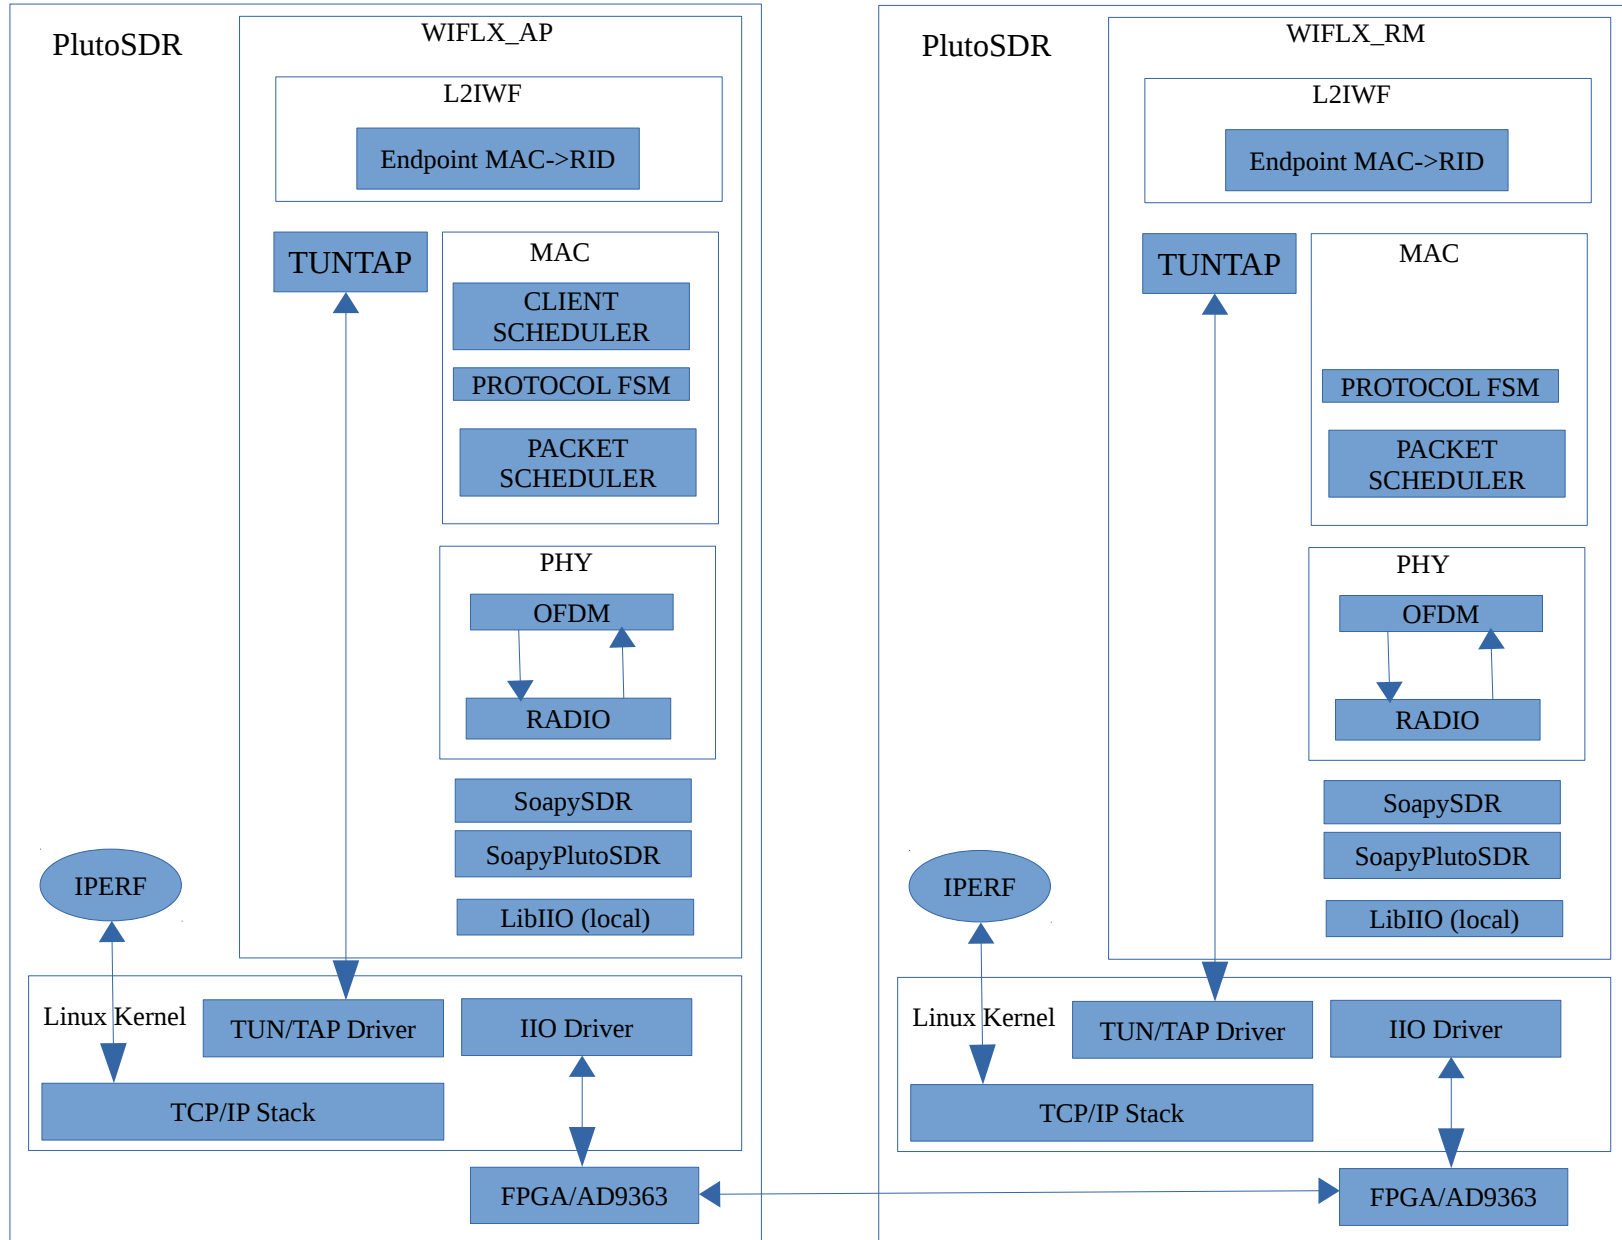 PlutoSDR
WIFLX_AP
L2IWF
Endpoint MAC->RID
TUNTAP
MAC
CLIENT
SCHEDULER
PROTOCOL FSM
PACKET
SCHEDULER
PHY
OFDM
RADIO
SoapySDR
SoapyPlutoSDR
LibIIO (local)
IPERF
Linux Kernel
TUN/TAP Driver
IIO Driver
TCP/IP Stack
FPGA/AD9363
PlutoSDR
WIFLX_RM
L2IWF
Endpoint MAC->RID
TUNTAP
MAC
PROTOCOL FSM
PACKET
SCHEDULER
PHY
OFDM
RADIO
SoapySDR
SoapyPlutoSDR
LibIIO (local)
IPERF
Linux Kernel
TUN/TAP Driver
IIO Driver
TCP/IP Stack
FPGA/AD9363